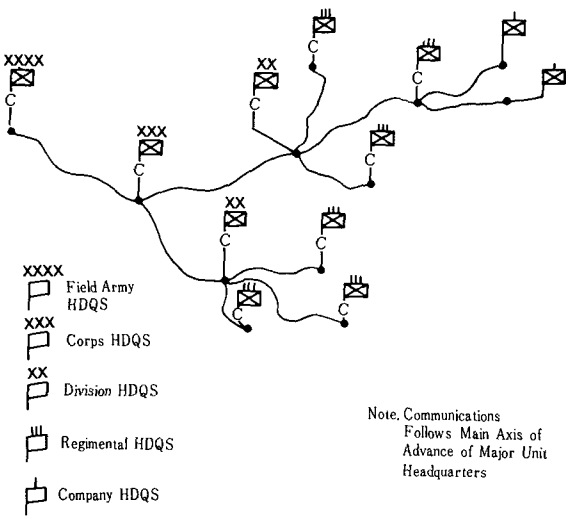 XXXX
C
XXX
C
XX
C
C
C
C
XX
C
C
C
C
XXXX
Field Army
HDQS
XXX
Corps HDQS
XX
Division HDQS
Regimental HDQS
Company HDQS
Note. Communications
Follows Main Axis of
Advance of Major Unit
Headquarters